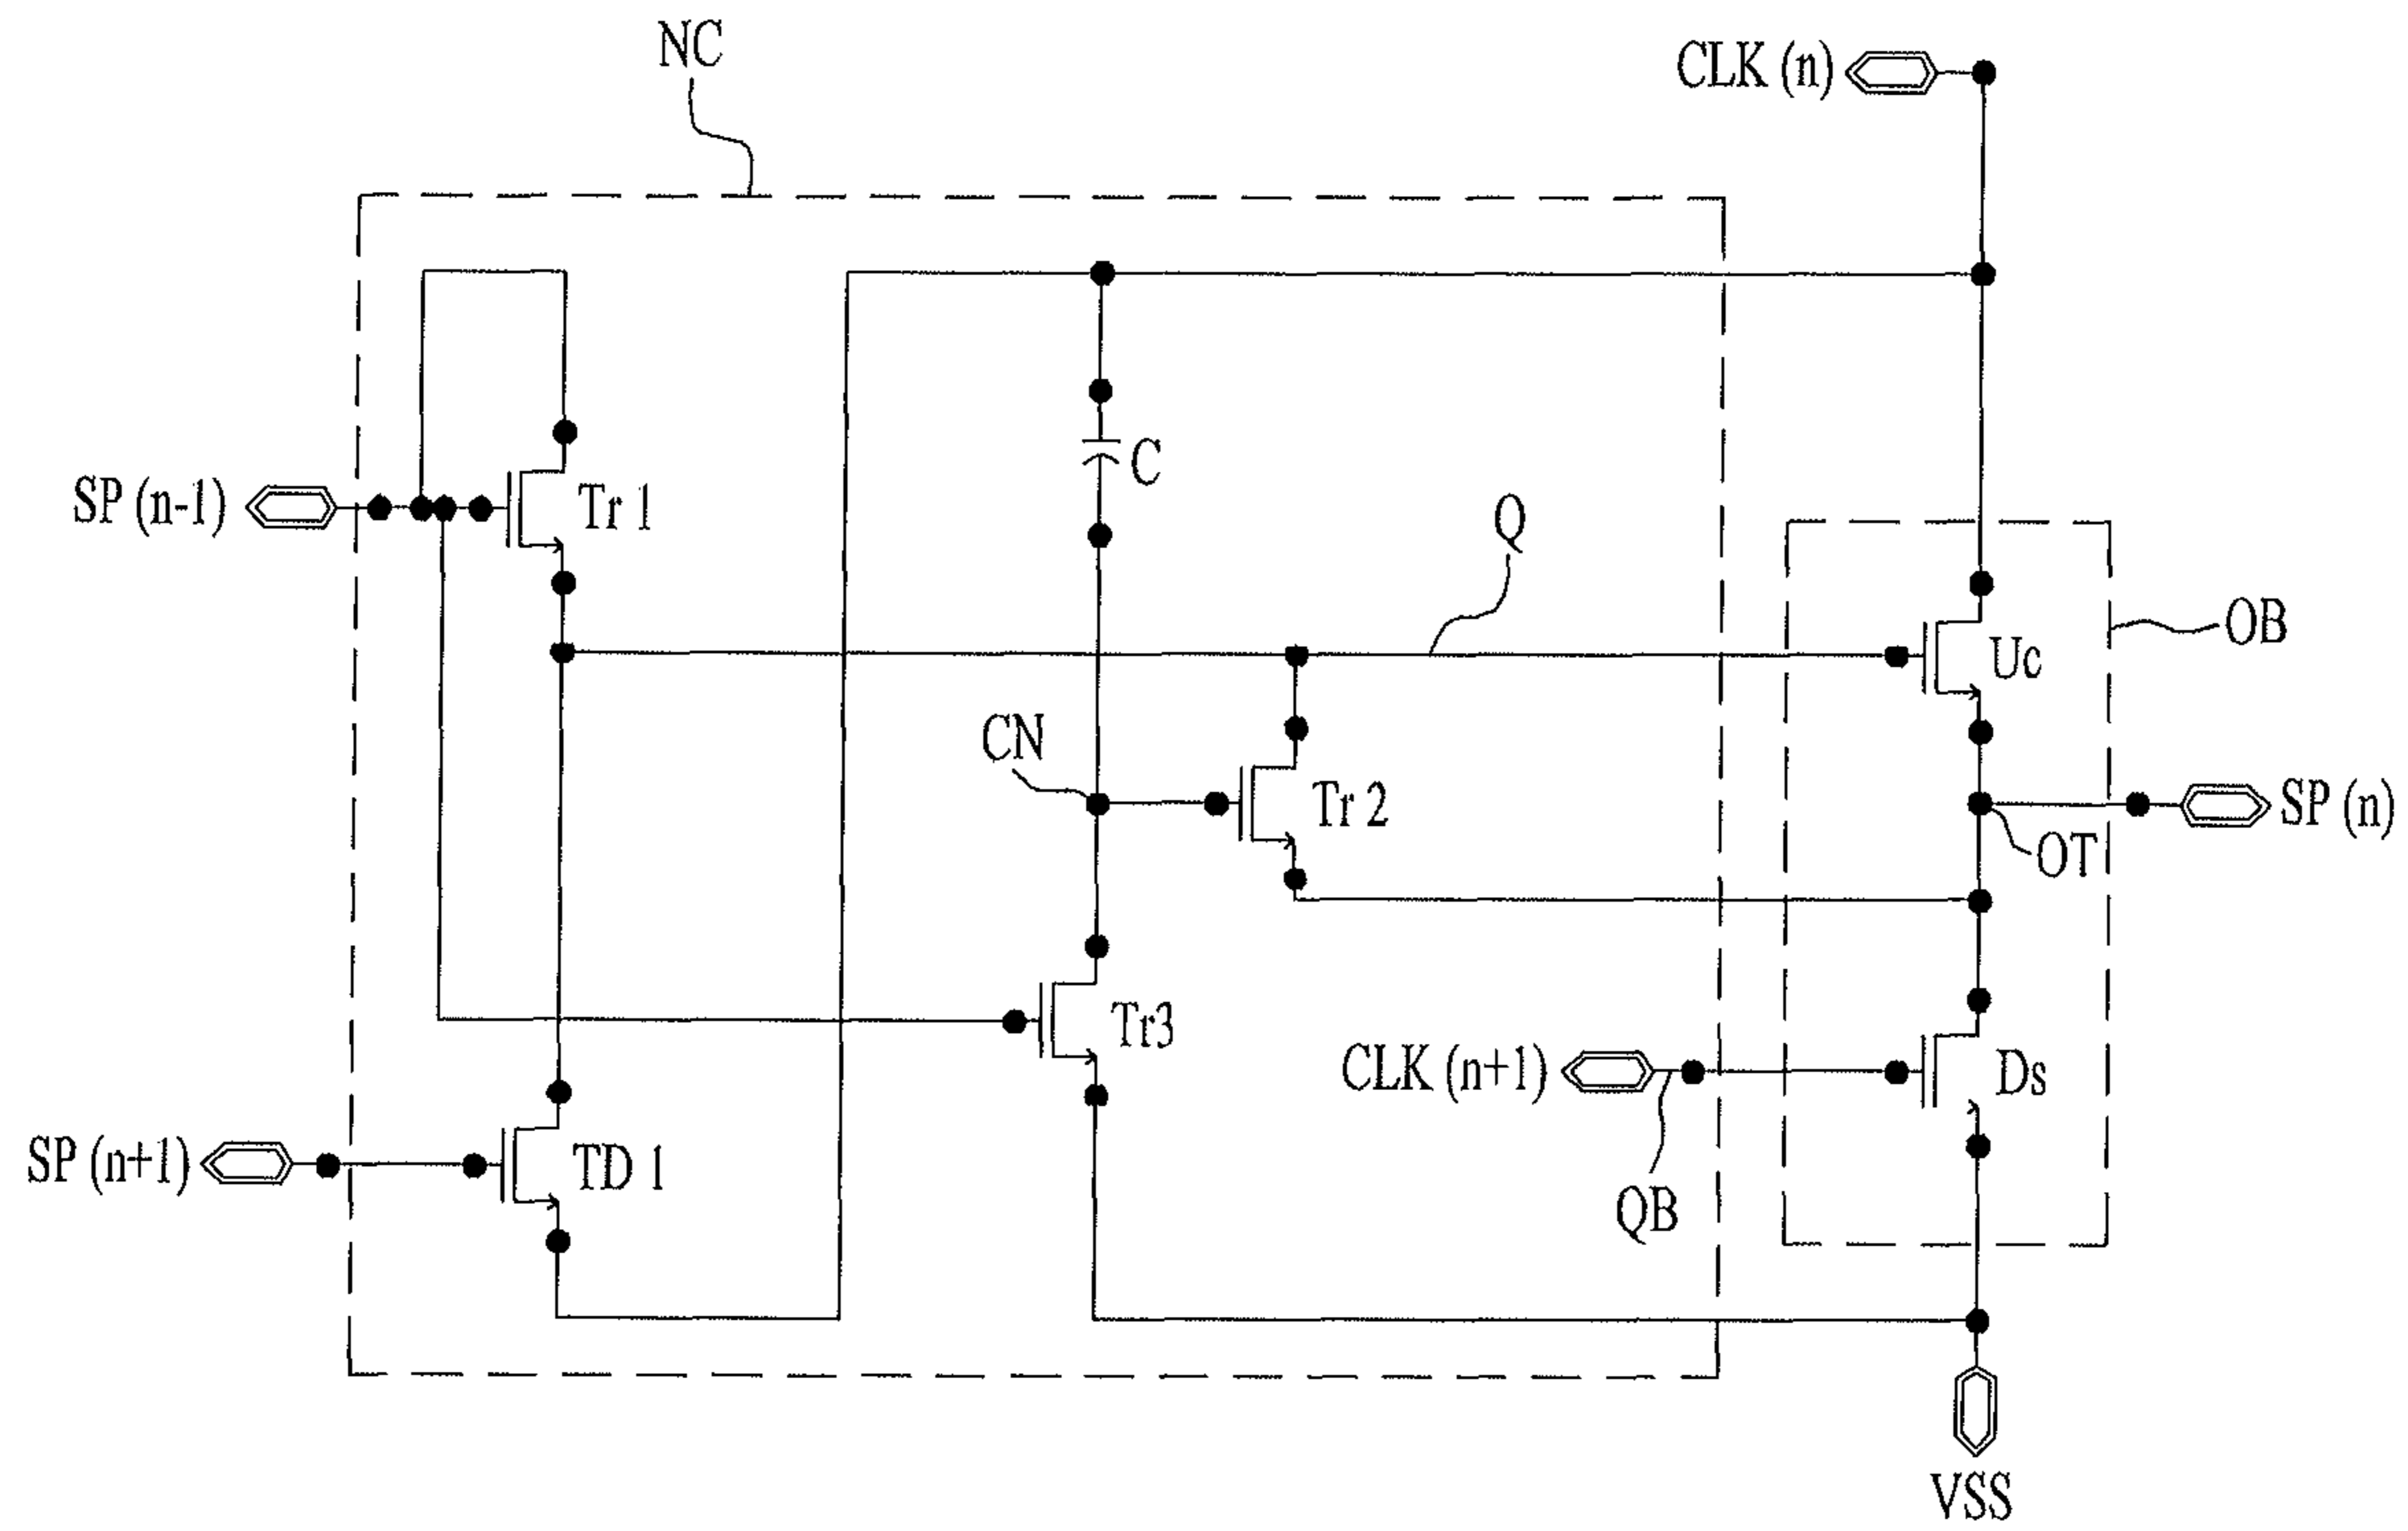 NC
CLK (n)
C
SP (n-1)
Tr 1
Q
OB
Uc
CN
Tr 2
SP (n)
OT
Tr3
CLK (n+1)
Ds
SP (n+1)
TD 1
QB
VSS